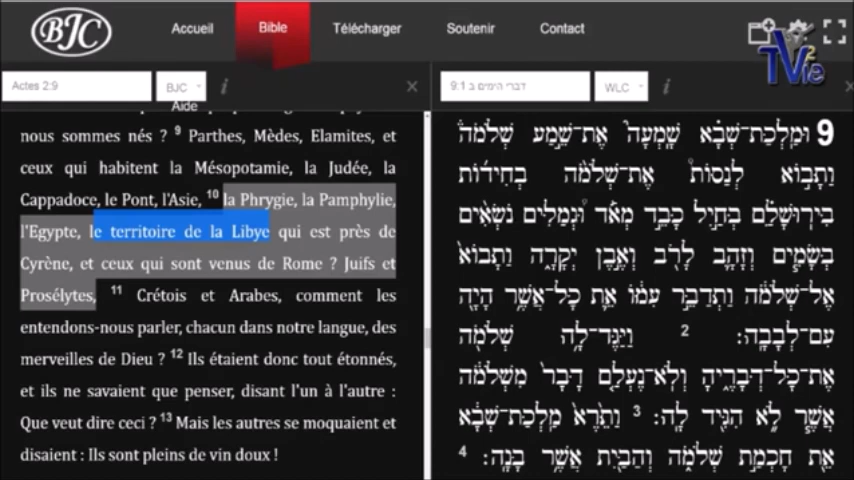 BJC
Accueil
Bible
Télécharger
Soutenir
Contact
TVie
2
Actes 2:9
BJC
Aide
דברי הימים ב 9:1
WLC
nous sommes nés ? 9 Parthes, Mèdes, Elamites, et
ceux qui habitent la Mésopotamie, la Judée, la
Cappadoce, le Pont, l'Asie, 10 la Phrygie, la Pamphylie,
l'Egypte, le territoire de la Libye qui est près de
Cyrène, et ceux qui sont venus de Rome ? Juifs et
Prosélytes, 11 Crétois et Arabes, comment les
entendons-nous parler, chacun dans notre langue, des
merveilles de Dieu ? 12 Ils étaient donc tout étonnés,
et ils ne savaient que penser, disant l'un à l'autre :
Que veut dire ceci ? 13 Mais les autres se moquaient et
disaient : Ils sont pleins de vin doux !
9 וּמַֽלְכַּת־שְׁבָ֗א שָֽׁמְעָה֮ אֶת־שֵׁ֣מַע שְׁלֹמֹה֒
וַתָּב֣וֹא לְנַסּוֹת֩ אֶת־שְׁלֹמֹ֨ה בְחִיד֜וֹת
בִּירֽוּשָׁלִַ֗ם בְּחַ֣יִל כָּבֵ֣ד מְאֹ֡ד וּ֠גְמַלִּים נֹשְׂאִ֨ים
בְּשָׂמִ֧ים וְזָהָ֛ב לָרֹ֖ב וְאֶ֣בֶן יְקָרָ֑ה וַתָּבוֹא֙
אֶל־שְׁלֹמֹ֔ה וַתְּדַבֵּ֣ר עִמּ֔וֹ אֵ֛ת כָּל־אֲשֶׁ֥ר הָיָ֖ה
עִם־לְבָבָֽהּ׃ 2 וַיַּגֶּד־לָ֥הּ שְׁלֹמֹ֖ה
אֶת־כָּל־דְּבָרֶ֑יהָ וְלֹֽא־נֶעְלַ֤ם דָּבָר֙ מִשְּׁלֹמֹ֔ה
אֲשֶׁ֧ר לֹ֦א הִגִּ֖יד לָֽהּ׃ 3 וַתֵּ֙רֶא֙ מַֽלְכַּת־שְׁבָ֔א
אֵ֖ת חָכְמַ֣ת שְׁלֹמֹ֑ה וְהַבַּ֖יִת אֲשֶׁ֥ר בָּנָֽה׃ 4